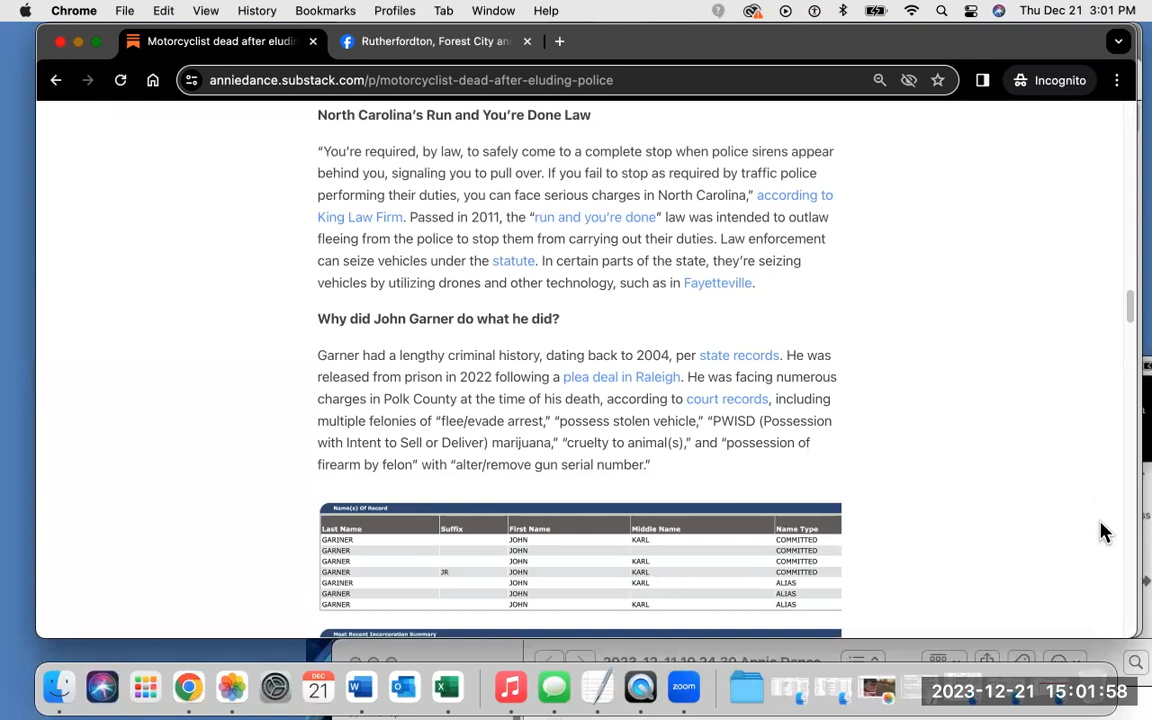 Chrome File Edit View History Bookmarks Profiles Tab Window Help Thu Dec 21 3:01 PM
Motorcyclist dead after eludin Rutherfordton, Forest City and
anniedance.substack.com/p/motorcyclist-dead-after-eluding-police Incognito
North Carolina’s Run and You’re Done Law
“You’re required, by law, to safely come to a complete stop when police sirens appear
behind you, signaling you to pull over. If you fail to stop as required by traffic police
performing their duties, you can face serious charges in North Carolina,” according to
King Law Firm. Passed in 2011, the “run and you’re done” law was intended to outlaw
fleeing from the police to stop them from carrying out their duties. Law enforcement
can seize vehicles under the statute. In certain parts of the state, they’re seizing
vehicles by utilizing drones and other technology, such as in Fayetteville.
Why did John Garner do what he did?
Garner had a lengthy criminal history, dating back to 2004, per state records. He was
released from prison in 2022 following a plea deal in Raleigh. He was facing numerous
charges in Polk County at the time of his death, according to court records, including
multiple felonies of “flee/evade arrest,” “possess stolen vehicle,” “PWISD (Possession
with Intent to Sell or Deliver) marijuana,” “cruelty to animal(s),” and “possession of
firearm by felon” with “alter/remove gun serial number.”
Name(s) Of Record
Last Name Suffix First Name Middle Name Name Type
GARINER JOHN KARL COMMITTED
GARNER JOHN COMMITTED
GARNER JOHN KARL COMMITTED
GARNER JR JOHN KARL COMMITTED
GARINER JOHN KARL ALIAS
GARNER JOHN ALIAS
GARNER JOHN KARL ALIAS
Most Recent Incarceration Summary
DEC
21 zoom
2023-12-21 15:01:58